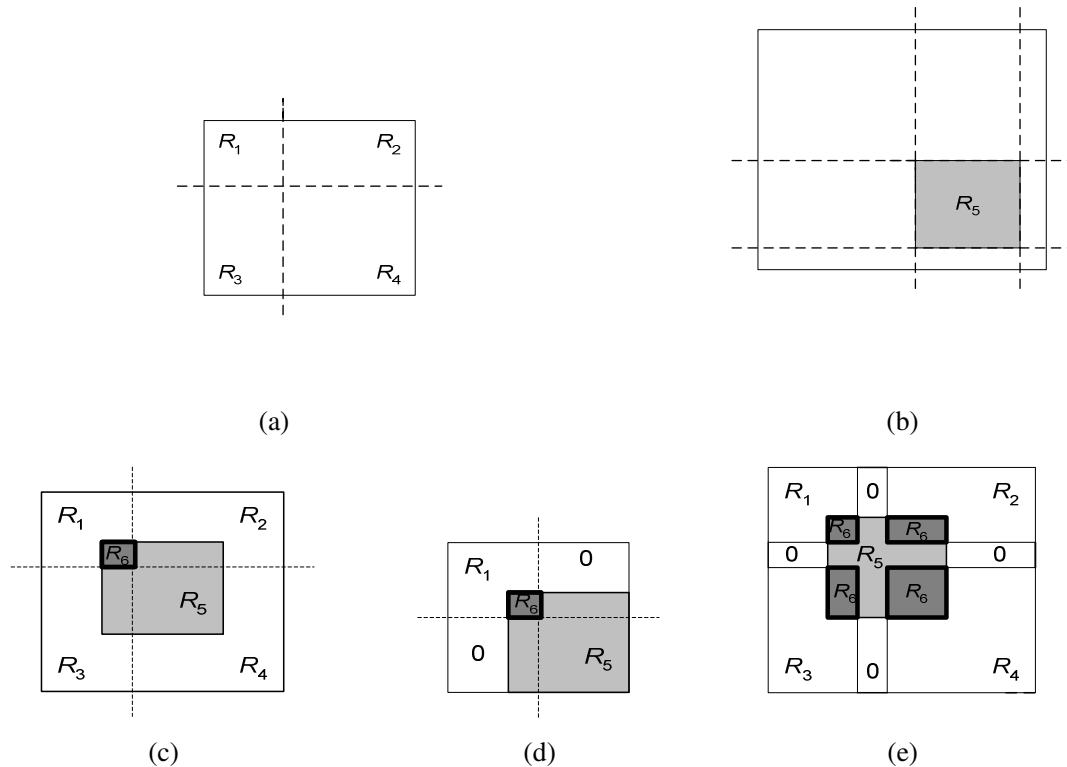 R₁ R₂
R₅
R₃ R₄
(a) (b)
R₁ R₂
R₆
R₅
R₃ R₄
R₁ 0
R₆
0 R₅
R₁ 0 R₂
R₆ R₆
0 R₅ 0
R₆ R₆
R₃ 0 R₄
(c) (d) (e)